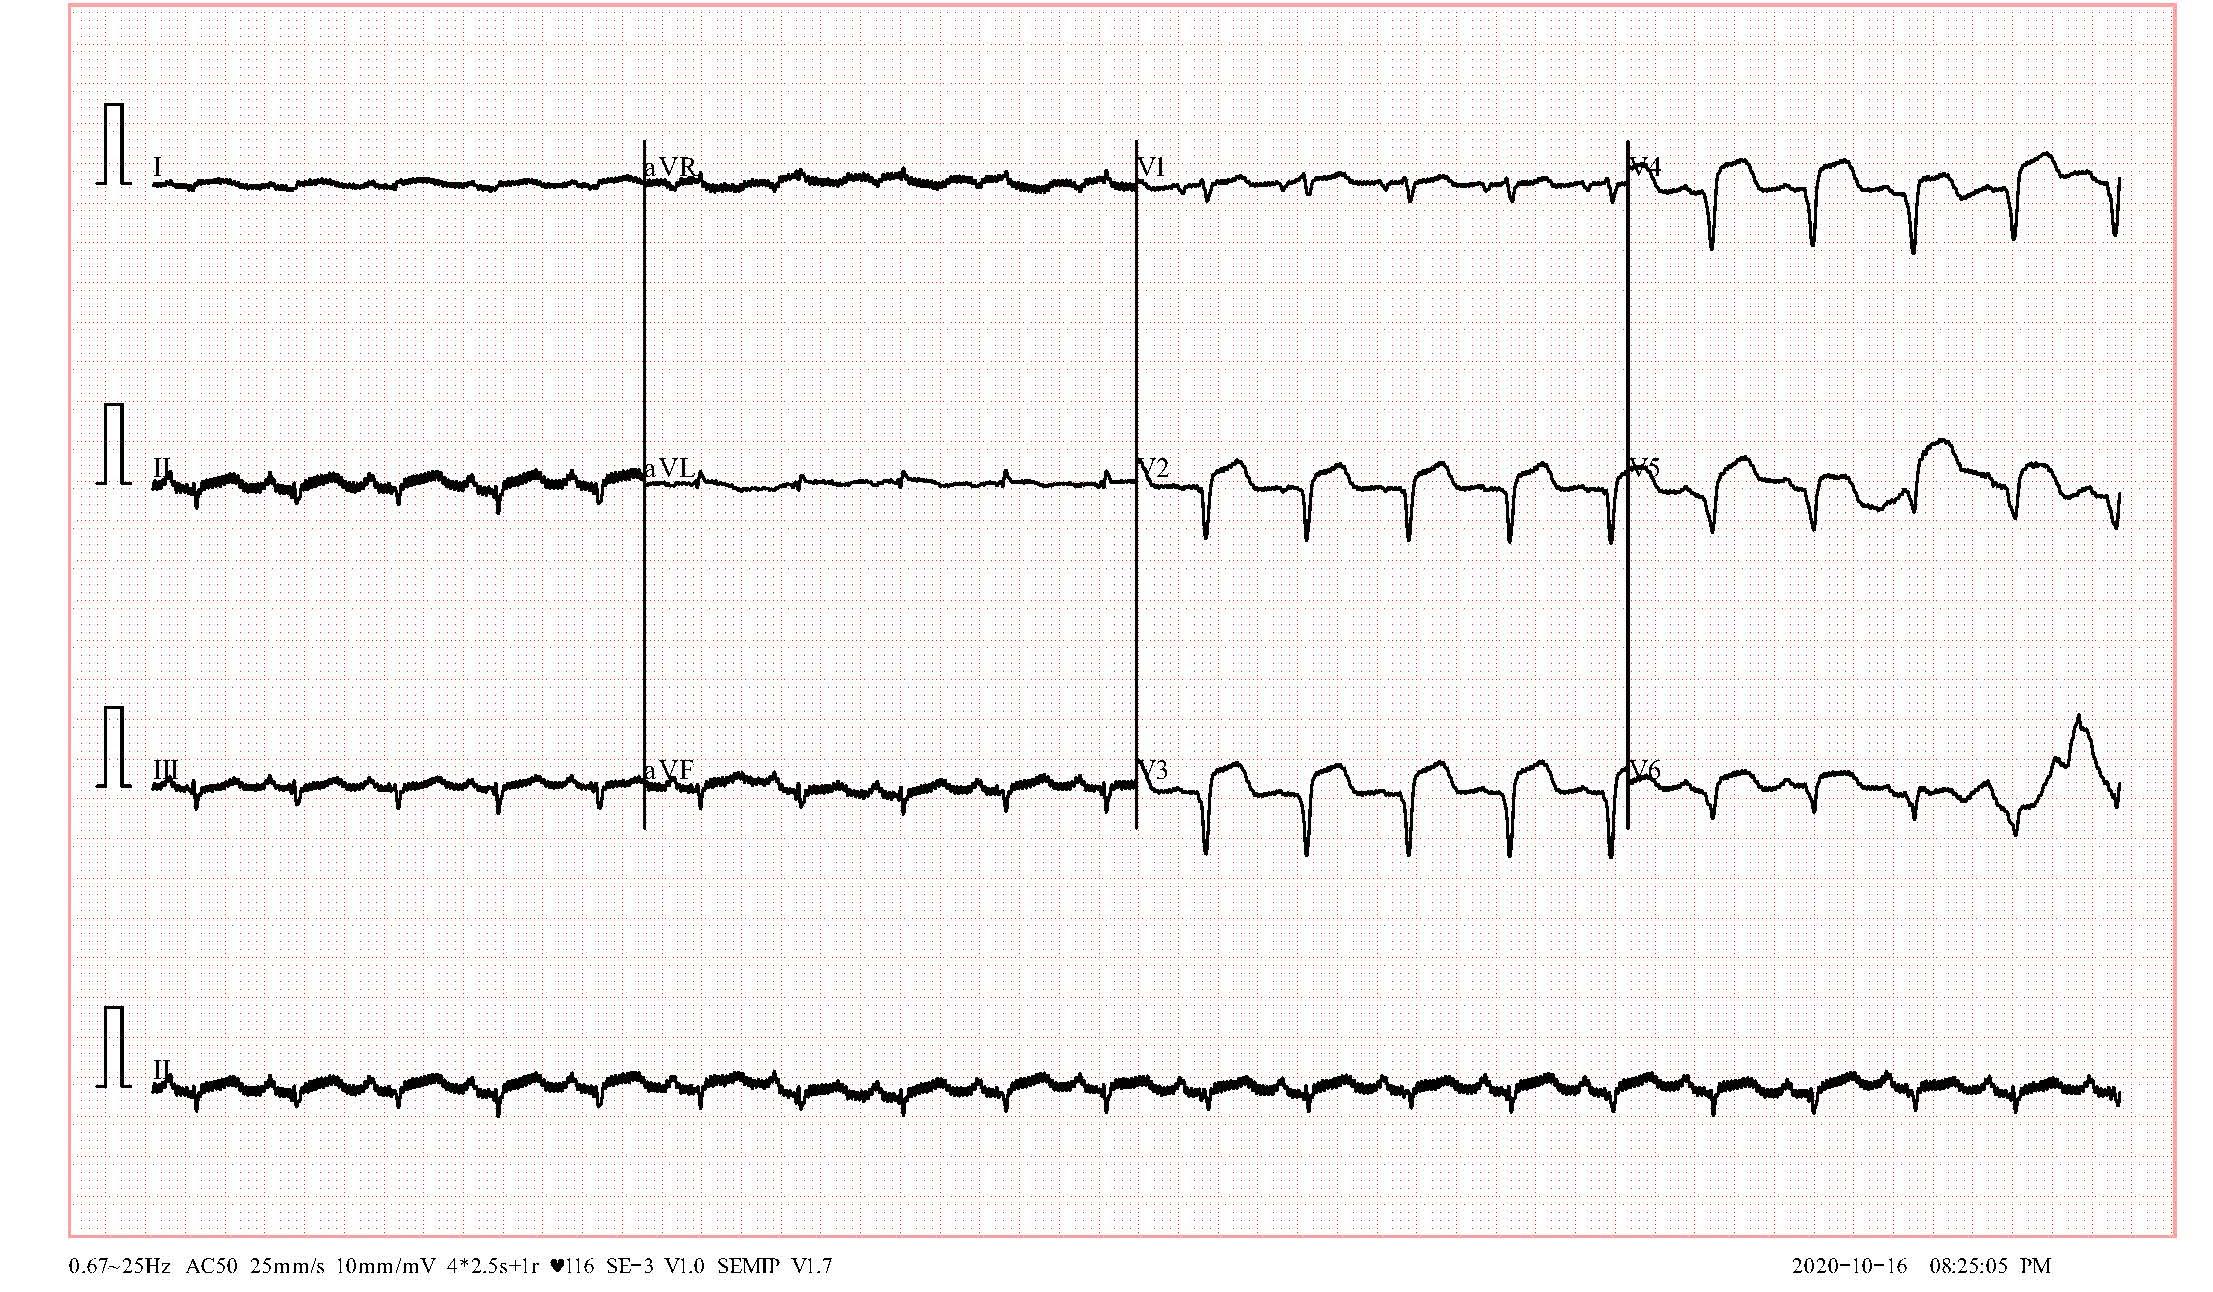 I aVR V1 V4
II aVL V2 V5
III aVF V3 V6
II
0.67~25Hz AC50 25mm/s 10mm/mV 4*2.5s+1r ♥116 SE-3 V1.0 SEMIP V1.7 2020-10-16 08:25:05 PM